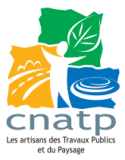 cnatp
Les artisans des Travaux Publics
et du Paysage